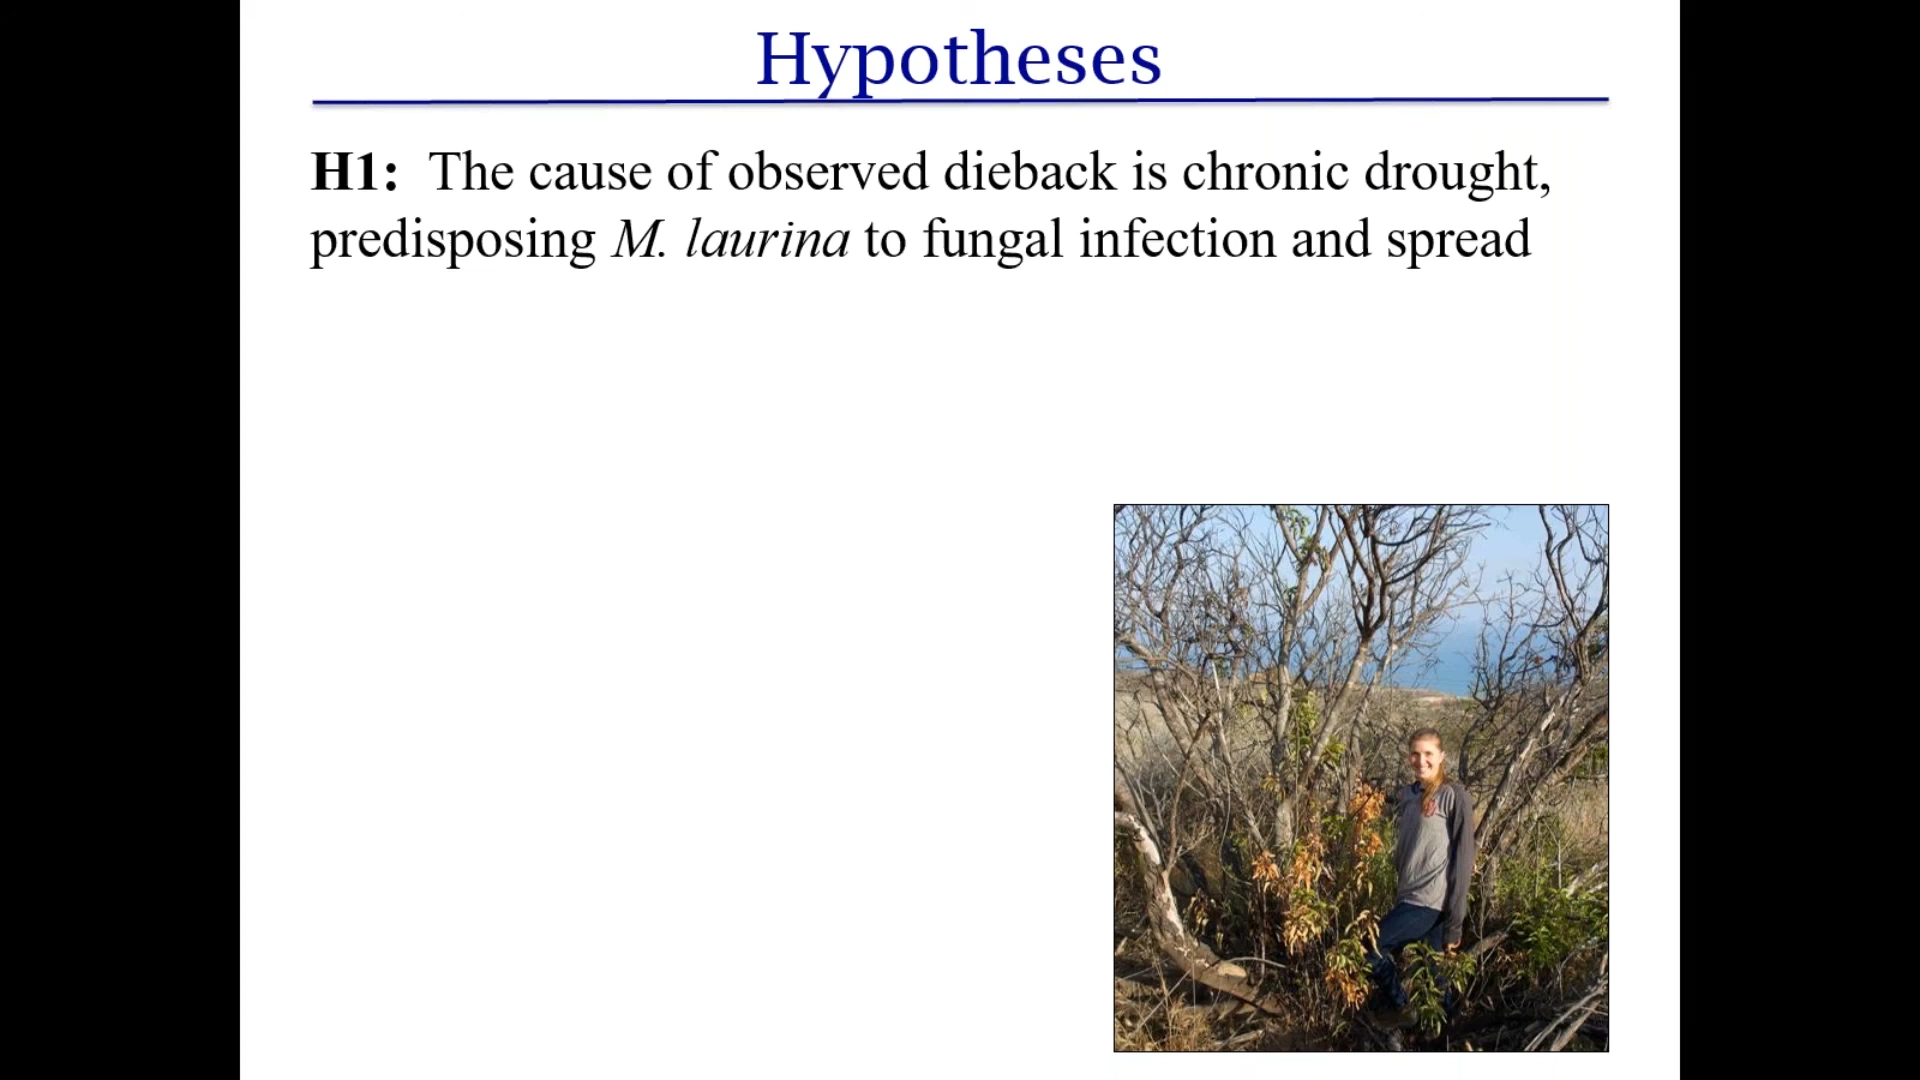 Hypotheses
H1: The cause of observed dieback is chronic drought,
predisposing M. laurina to fungal infection and spread